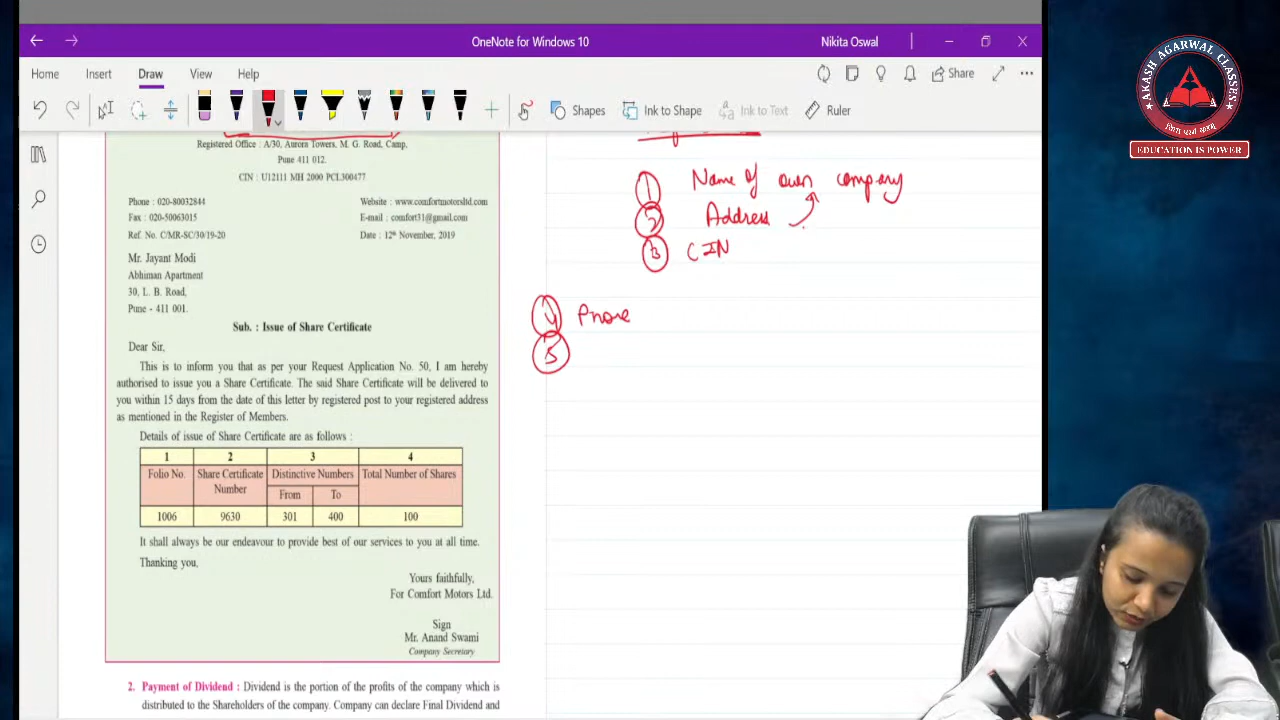 OneNote for Windows 10
Nikita Oswal
Home Insert Draw View Help
Share
Shapes Ink to Shape Ink to Text Ruler
AKASH AGARWAL CLASSES
EDUCATION IS POWER
Registered Office : A/30, Aurora Towers, M. G. Road, Camp,
Pune 411 012.
CIN : U12111 MH 2000 PCL300477
Phone : 020-80032844 Website : www.comfortmotorsltd.com
Fax : 020-50063015 E-mail : comfort31@gmail.com
Ref. No. C/MR-SC/30/19-20 Date : 12th November, 2019
Mr. Jayant Modi
Abhiman Apartment
30, L. B. Road,
Pune - 411 001.
Sub. : Issue of Share Certificate
Dear Sir,
This is to inform you that as per your Request Application No. 50, I am hereby
authorised to issue you a Share Certificate. The said Share Certificate will be delivered to
you within 15 days from the date of this letter by registered post to your registered address
as mentioned in the Register of Members.
Details of issue of Share Certificate are as follows :
1 2 3 4
Folio No. Share Certificate Number Distinctive Numbers Total Number of Shares
From To
1006 9630 301 400 100
It shall always be our endeavour to provide best of our services to you at all time.
Thanking you,
Yours faithfully,
For Comfort Motors Ltd.
Sign
Mr. Anand Swami
Company Secretary
2. Payment of Dividend : Dividend is the portion of the profits of the company which is
distributed to the Shareholders of the company. Company can declare Final Dividend and
1 Name of own company
2 Address
3 CIN
4 Phone
5